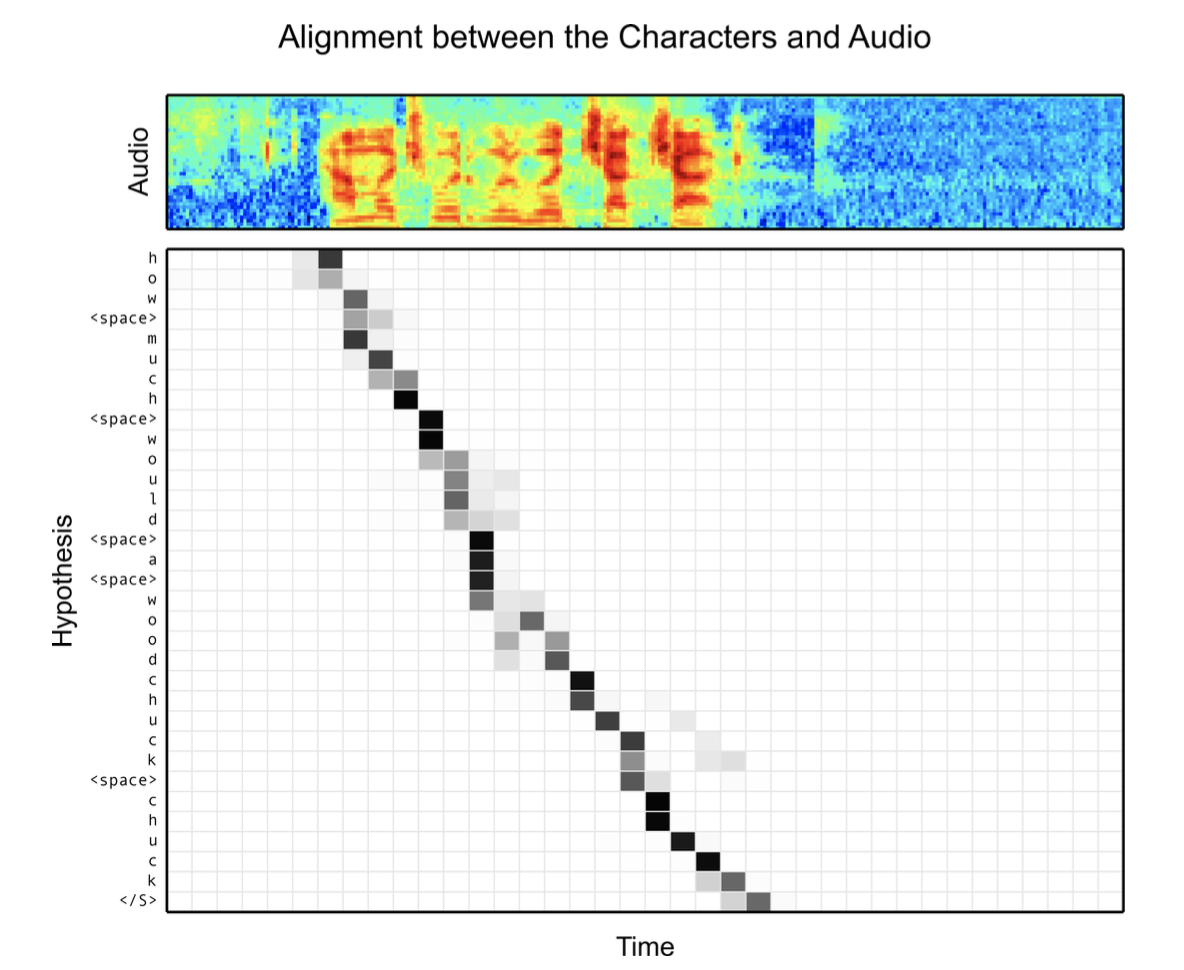 Alignment between the Characters and Audio
Audio
Hypothesis
h
o
w
<space>
m
u
c
h
<space>
w
o
u
l
d
<space>
a
<space>
w
o
o
d
c
h
u
c
k
<space>
c
h
u
c
k
</S>
Time